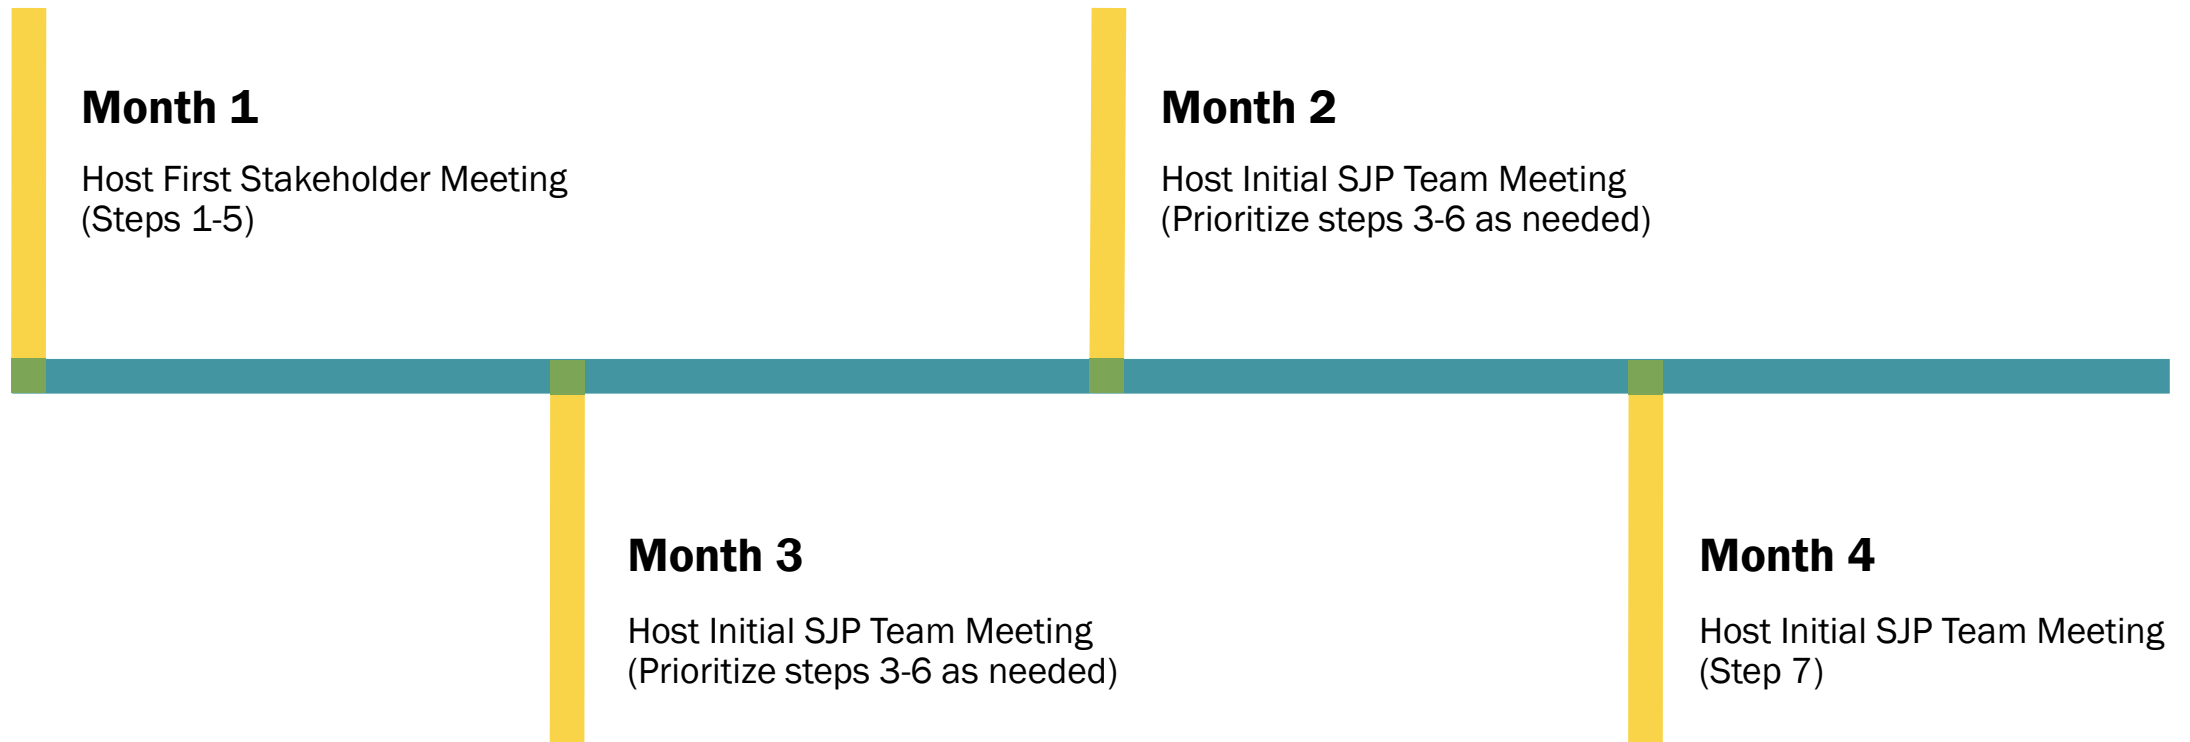 Month 1
Host First Stakeholder Meeting
(Steps 1-5)
Month 2
Host Initial SJP Team Meeting
(Prioritize steps 3-6 as needed)
Month 3
Host Initial SJP Team Meeting
(Prioritize steps 3-6 as needed)
Month 4
Host Initial SJP Team Meeting
(Step 7)